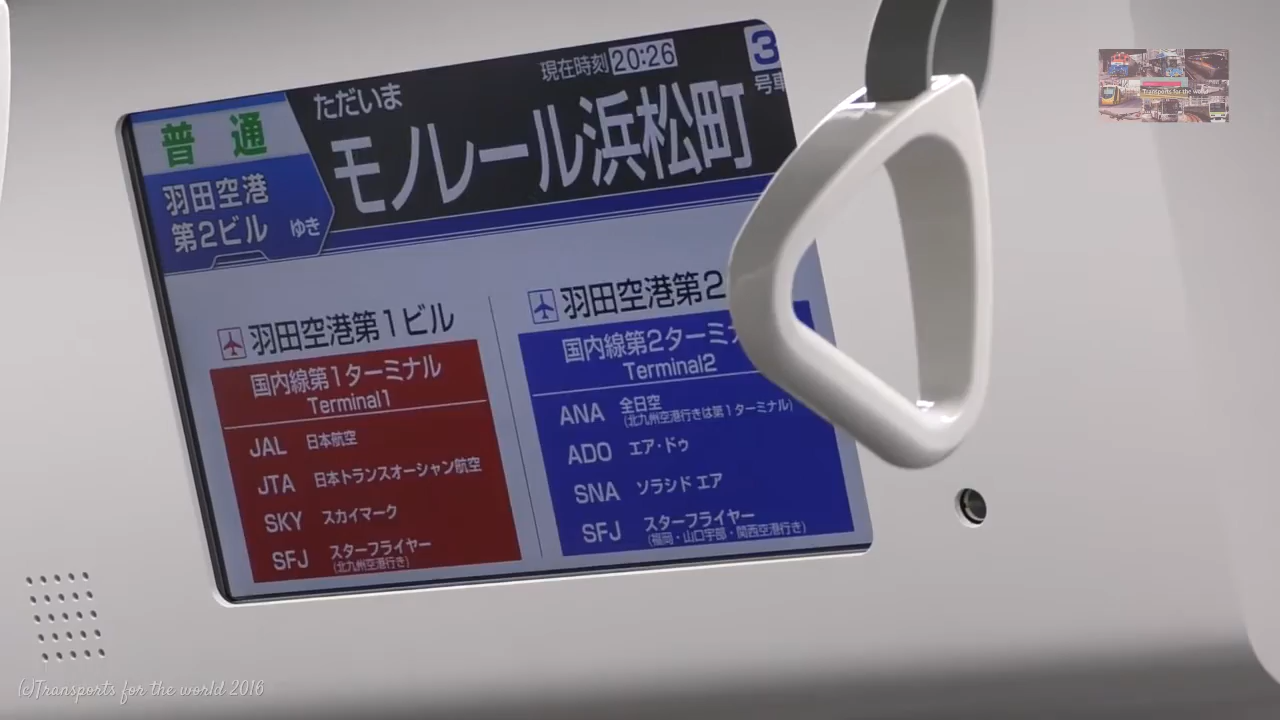 普通
羽田空港
第2ビル ゆき
現在時刻 20:26
ただいま
モノレール浜松町
3
号車
羽田空港第1ビル
国内線第1ターミナル
Terminal1
JAL 日本航空
JTA 日本トランスオーシャン航空
SKY スカイマーク
SFJ スターフライヤー
(北九州空港行き)
羽田空港第2
国内線第2ターミ
Terminal2
ANA 全日空
(北九州空港行きは第1ターミナル)
ADO エア・ドゥ
SNA ソラシド エア
SFJ スターフライヤー
(福岡・山口宇部・関西空港行き)
Transports for the world
(c)Transports for the world 2016